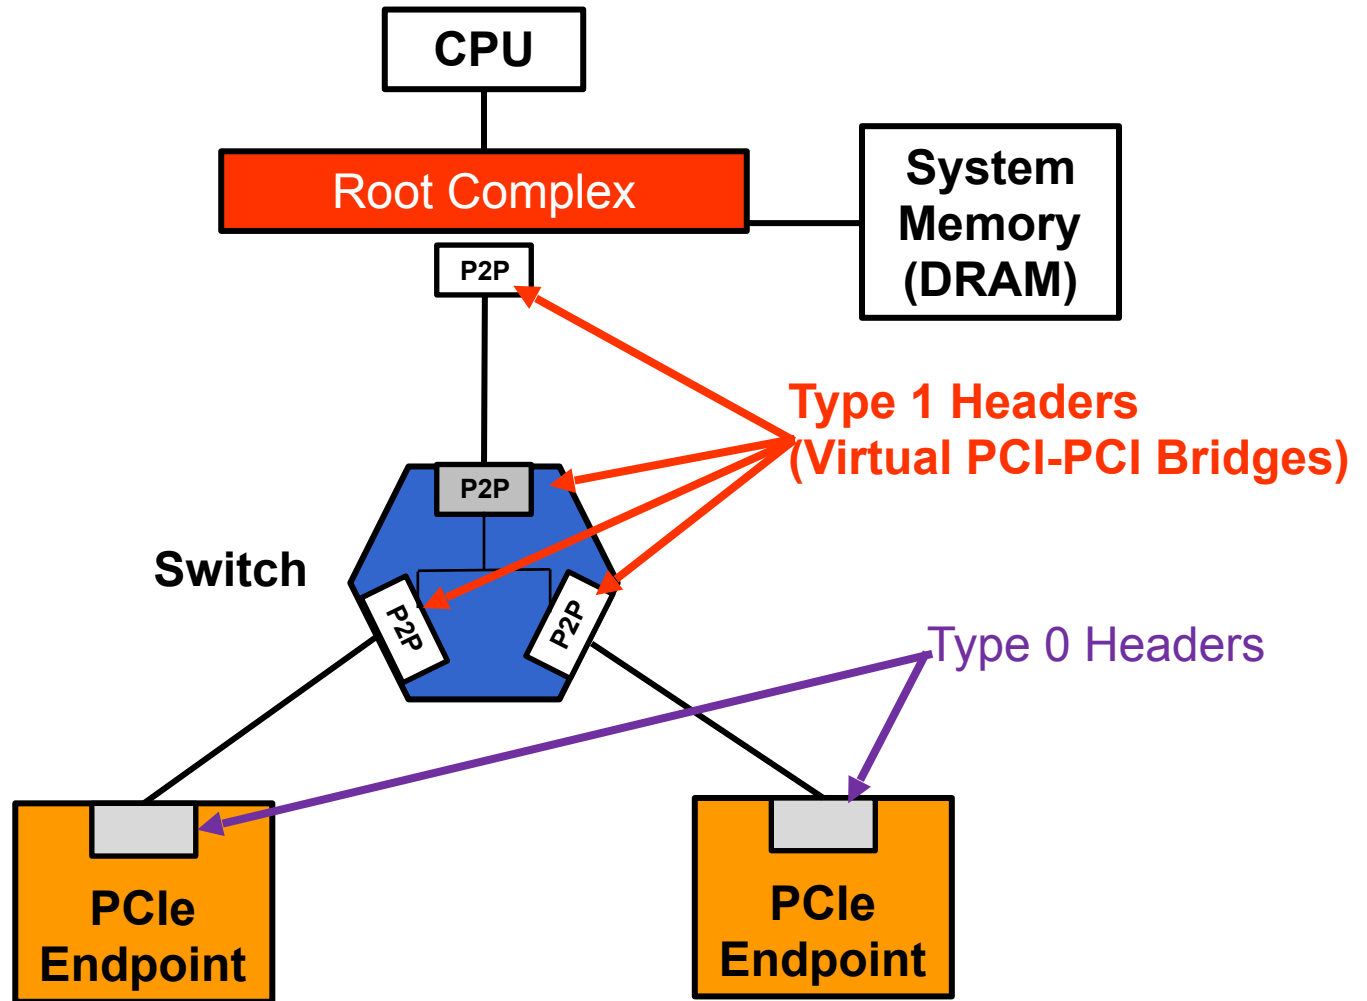 CPU
Root Complex
System
Memory
(DRAM)
P2P
Type 1 Headers
(Virtual PCI-PCI Bridges)
P2P
Switch
P2P
P2P
Type 0 Headers
PCIe
Endpoint
PCIe
Endpoint